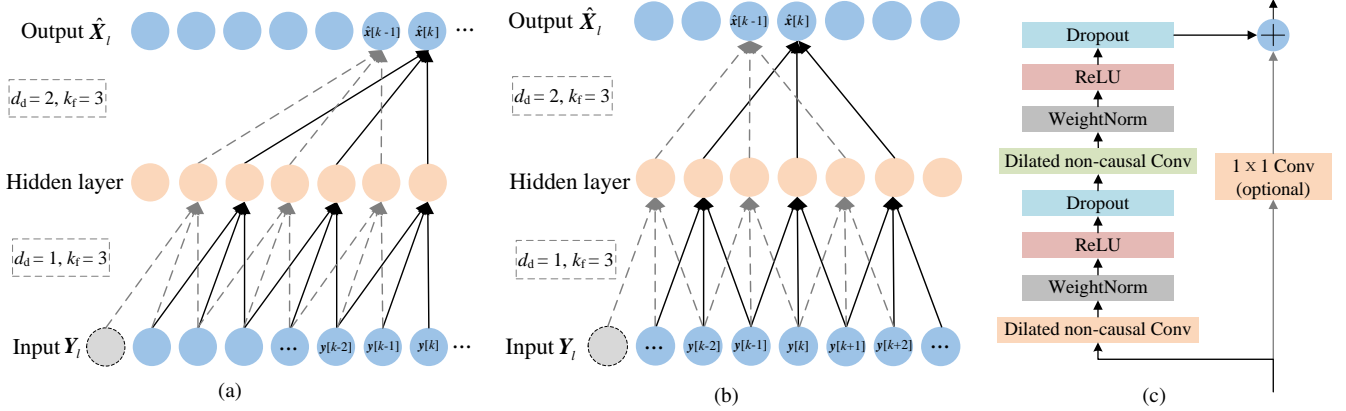 Output X̂_l
x̂[k-1]
x̂[k]
...
d_d = 2, k_f = 3
Hidden layer
d_d = 1, k_f = 3
Input Y_l
...
y[k-2]
y[k-1]
y[k]
...
(a)
Output X̂_l
x̂[k-1]
x̂[k]
d_d = 2, k_f = 3
Hidden layer
d_d = 1, k_f = 3
Input Y_l
...
y[k-2]
y[k-1]
y[k]
y[k+1]
y[k+2]
...
(b)
Dropout
+
ReLU
WeightNorm
Dilated non-causal Conv
1 x 1 Conv
(optional)
Dropout
ReLU
WeightNorm
Dilated non-causal Conv
(c)